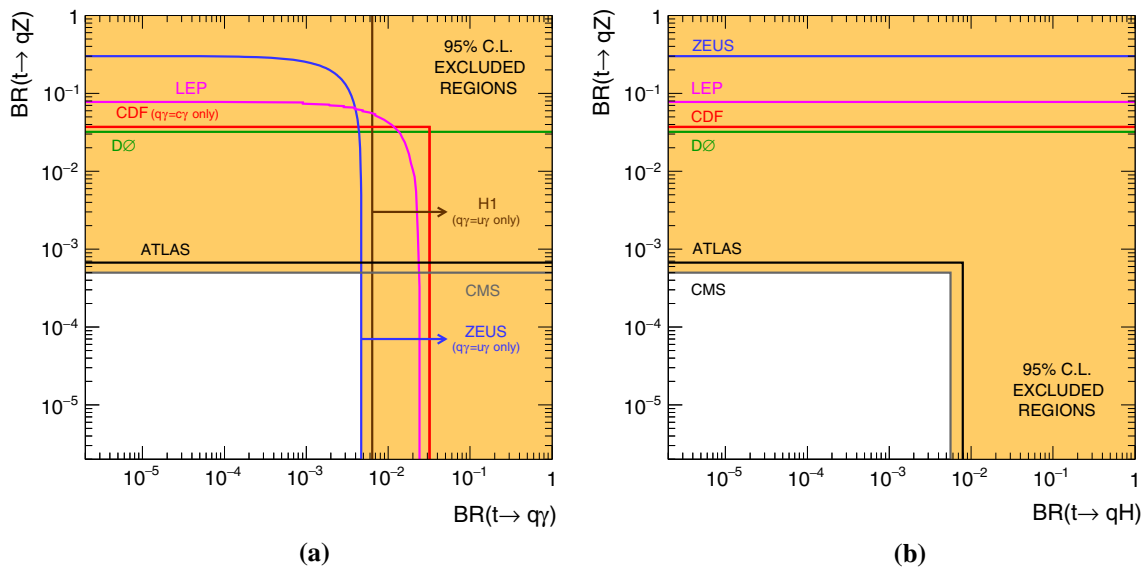 BR(t→ qZ)
1
10⁻¹
10⁻²
10⁻³
10⁻⁴
10⁻⁵
95% C.L.
EXCLUDED
REGIONS
LEP
CDF (qγ=cγ only)
DØ
H1
(qγ=uγ only)
ATLAS
CMS
ZEUS
(qγ=uγ only)
10⁻⁵ 10⁻⁴ 10⁻³ 10⁻² 10⁻¹ 1
BR(t→ qγ)
(a)
BR(t→ qZ)
1
10⁻¹
10⁻²
10⁻³
10⁻⁴
10⁻⁵
ZEUS
LEP
CDF
DØ
ATLAS
CMS
95% C.L.
EXCLUDED
REGIONS
10⁻⁵ 10⁻⁴ 10⁻³ 10⁻² 10⁻¹ 1
BR(t→ qH)
(b)